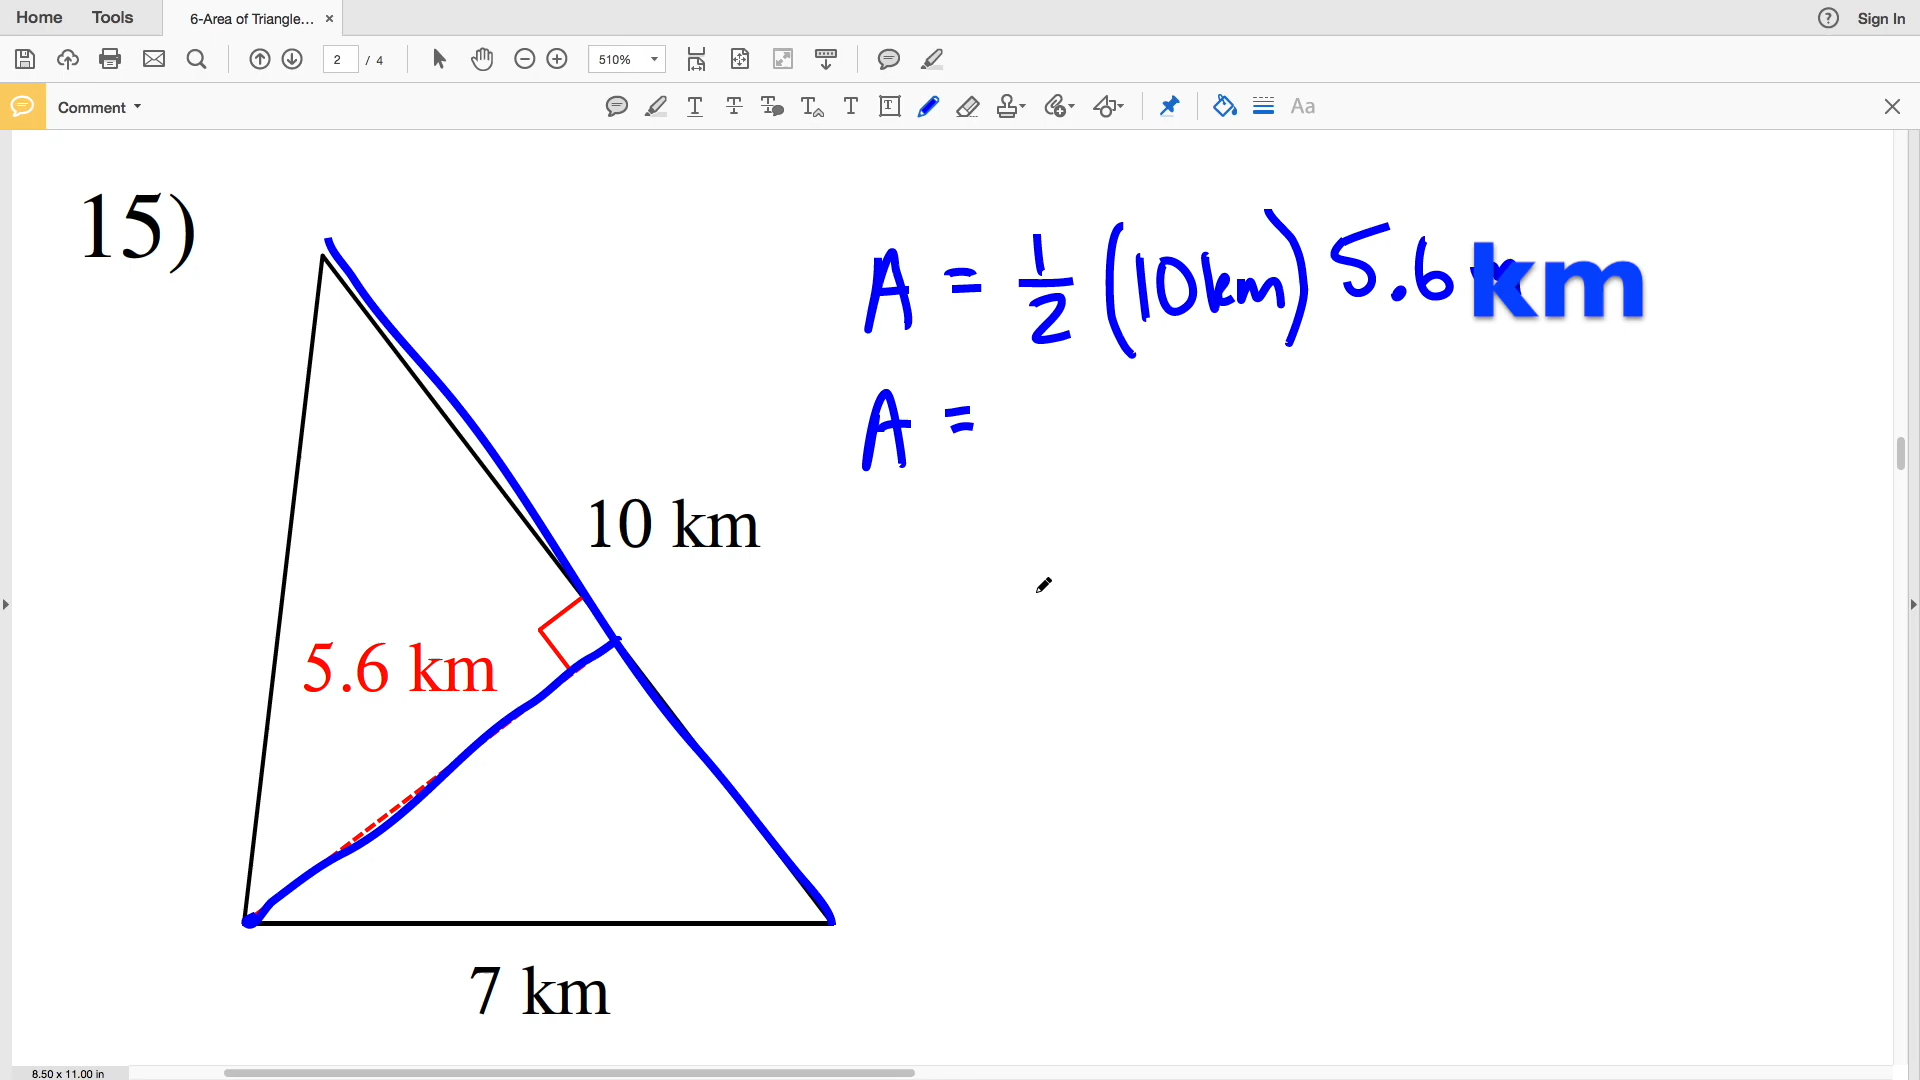 Home Tools 6-Area of Triangle... × ? Sign In
2 / 4 510%
Comment Aa
15)
A = 1/2 (10km) 5.6 km
A =
10 km
5.6 km
7 km
8.50 x 11.00 in